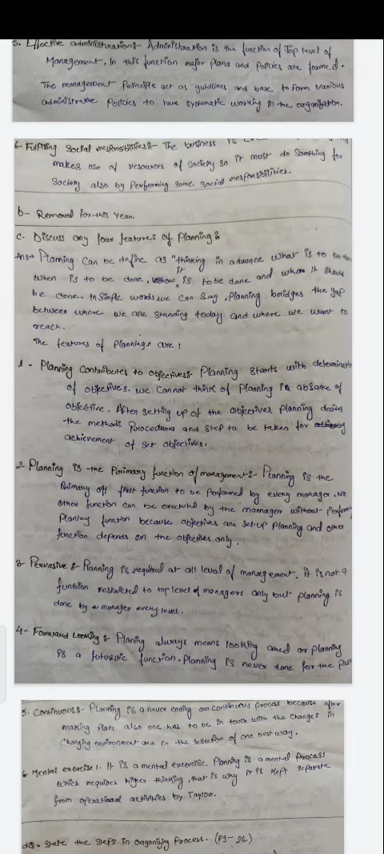 5. Effective administration:- Administration is the function of Top level of
Management. In this function major plans and Policies are formed.
The management Principle act as guidlines and base to form various
administrative Policies to have systematic working in the organization.
6- Fulfiling Social responsibilities:- The business is
makes use of resources of society so it must do Something for
Society also by Performing some social responsibilities.
b- Removed for this Year.
C- Discuss any four features of Planning:
Ans: Planning Can be define as "thinking in advance what is to be
when is to be done, how it is to be done and whom it should
be done. In Simple words we can Say, Planning bridges the gap
between where we are standing today and where we want to
reach.
The features of Planning are:
1- Planning Contributes to objectives:- Planning Starts with
of objectives. we Cannot think of Planning in absence of
objective. After Setting up of the objectives, planning
the methods Procedures and Step to be taken for
achievement of Set objectives.
2. Planning is the Primary function of management:- Planning is the
Primary first function to be performed by every manager. No
other function can be executed by the manager without
Planing function because objectives are set-up Planning and other
function depends on the objectives only.
3- Pervasive:- Planning is required at all level of management. It is not a
function restricted to top level of managers only but planning is
done by manager every level.
4- Forward Looking:- Planing always means looking or planning
is a futuristic function. Planning is never done for the Past
5- Continuous:- Planning is a never ending or continuous process because after
making plans also one has to be in touch with the changes in
changing environment and in the selection of one best way.
6. Mental exercise:- It is a mental exercise. Planning is a mental Process
which requires higher thinking, that is why it is kept separate
from operational activities by Taylor.
State the Steps in organising Process.